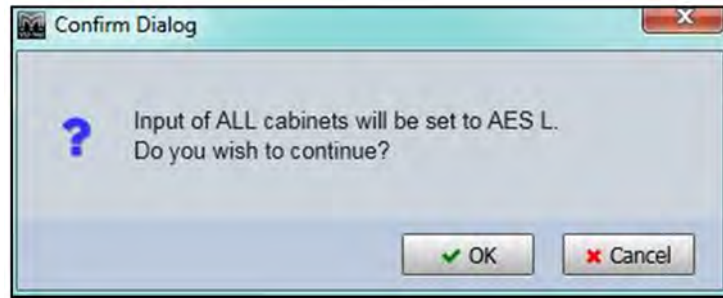 Confirm Dialog
Input of ALL cabinets will be set to AES L.
Do you wish to continue?
OK
Cancel